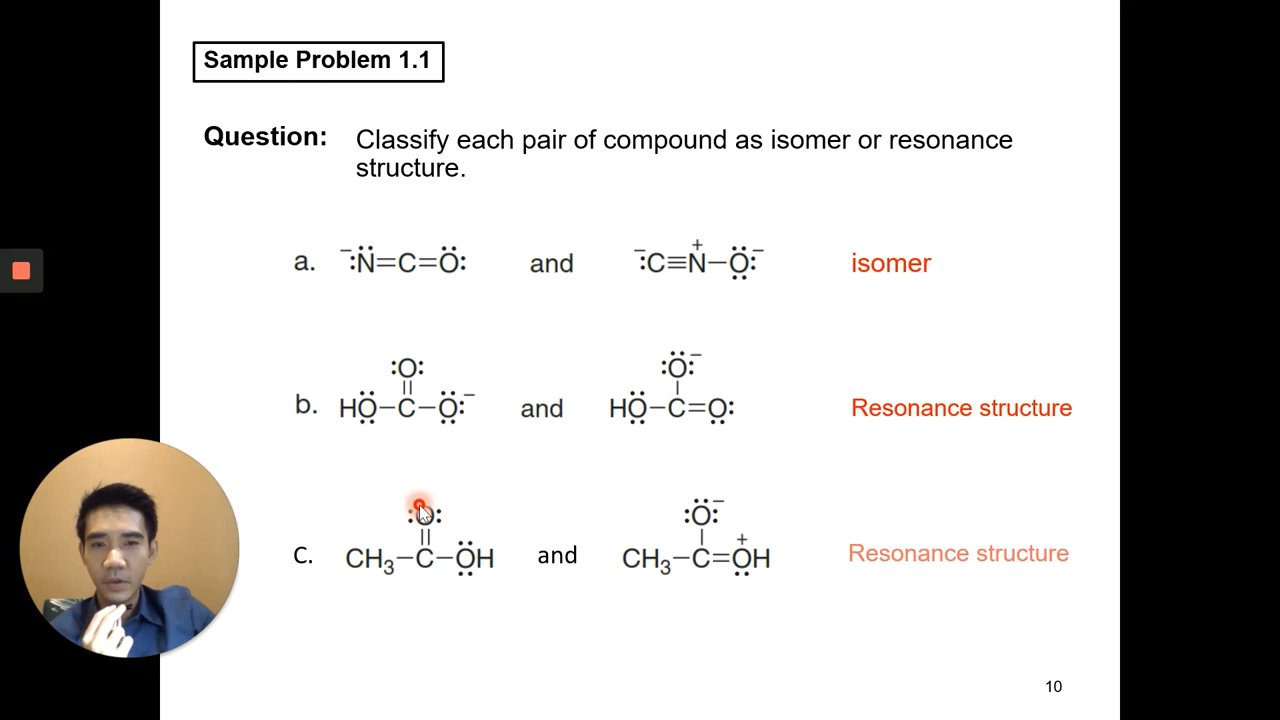 Sample Problem 1.1
Question: Classify each pair of compound as isomer or resonance
structure.
a. ⁻:N̈=C=Ö: and ⁻:C≡N⁺–Ö:⁻ isomer
:O: :Ö:⁻
|| |
b. HÖ–C–Ö:⁻ and HÖ–C=O: Resonance structure
:O: :Ö:⁻
|| | +
C. CH₃–C–ÖH and CH₃–C=OH Resonance structure
10